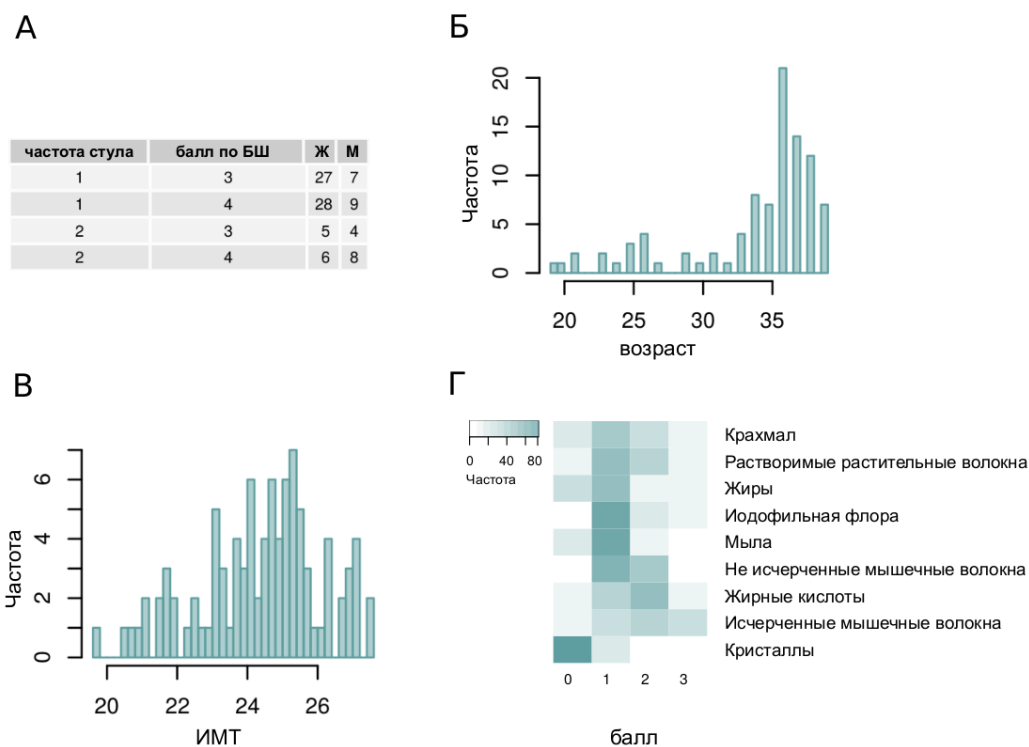 А
частота стула балл по БШ Ж М
1 3 27 7
1 4 28 9
2 3 5 4
2 4 6 8
Б
Частота
0 5 10 15 20
20 25 30 35
возраст
В
Частота
0 2 4 6
20 22 24 26
ИМТ
Г
0 40 80
Частота
Крахмал
Растворимые растительные волокна
Жиры
Иодофильная флора
Мыла
Не исчерченные мышечные волокна
Жирные кислоты
Исчерченные мышечные волокна
Кристаллы
0 1 2 3
балл